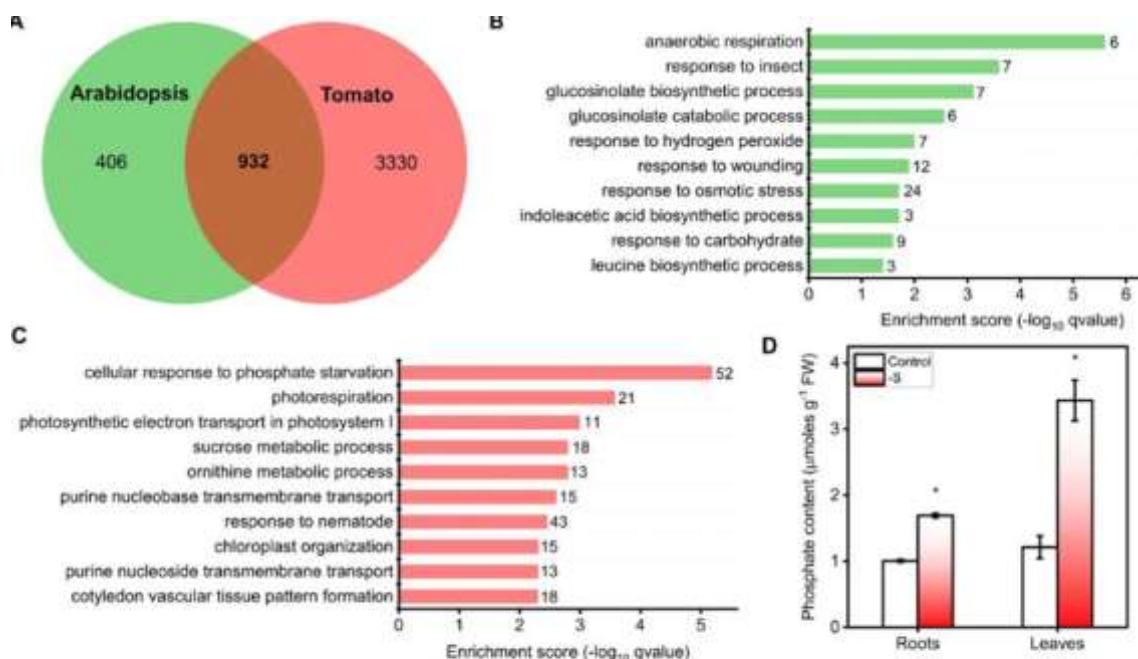 A
Arabidopsis
Tomato
406
932
3330
B
anaerobic respiration 6
response to insect 7
glucosinolate biosynthetic process 7
glucosinolate catabolic process 6
response to hydrogen peroxide 7
response to wounding 12
response to osmotic stress 24
indoleacetic acid biosynthetic process 3
response to carbohydrate 9
leucine biosynthetic process 3
0 1 2 3 4 5 6
Enrichment score (-log₁₀ qvalue)
C
cellular response to phosphate starvation 52
photorespiration 21
photosynthetic electron transport in photosystem I 11
sucrose metabolic process 18
ornithine metabolic process 13
purine nucleobase transmembrane transport 15
response to nematode 43
chloroplast organization 15
purine nucleoside transmembrane transport 13
cotyledon vascular tissue pattern formation 18
0 1 2 3 4 5
Enrichment score (-log₁₀ qvalue)
D
Control
-S
*
*
4
3
2
1
0
Phosphate content (µmoles g⁻¹ FW)
Roots Leaves